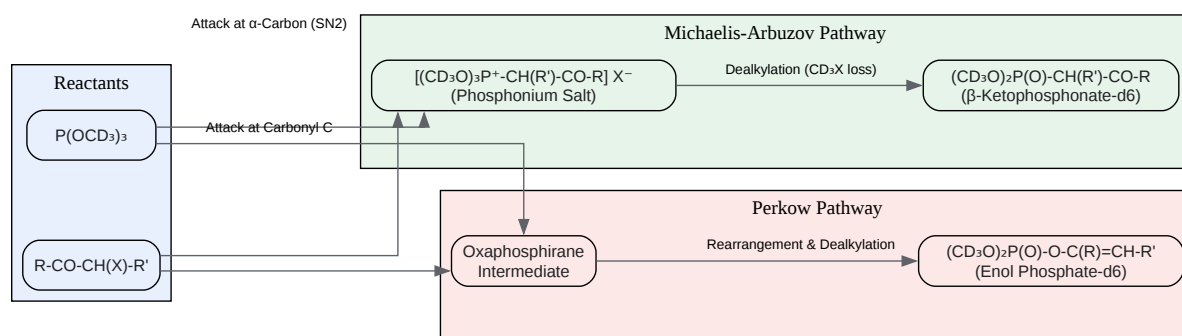 Attack at α-Carbon (SN2)
Michaelis-Arbuzov Pathway
Reactants
[(CD₃O)₃P⁺-CH(R')-CO-R] X⁻
(Phosphonium Salt)
Dealkylation (CD₃X loss)
(CD₃O)₂P(O)-CH(R')-CO-R
(β-Ketophosphonate-d6)
P(OCD₃)₃
Attack at Carbonyl C
Perkow Pathway
R-CO-CH(X)-R'
Oxaphosphirane
Intermediate
Rearrangement & Dealkylation
(CD₃O)₂P(O)-O-C(R)=CH-R'
(Enol Phosphate-d6)